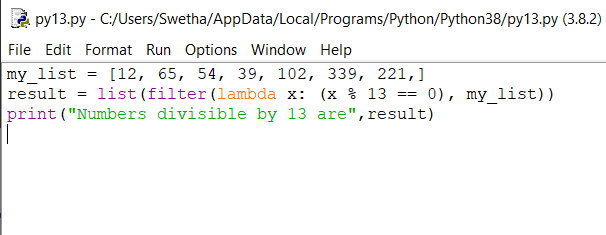 py13.py - C:/Users/Swetha/AppData/Local/Programs/Python/Python38/py13.py (3.8.2)
File Edit Format Run Options Window Help
my_list = [12, 65, 54, 39, 102, 339, 221,]
result = list(filter(lambda x: (x % 13 == 0), my_list))
print("Numbers divisible by 13 are",result)